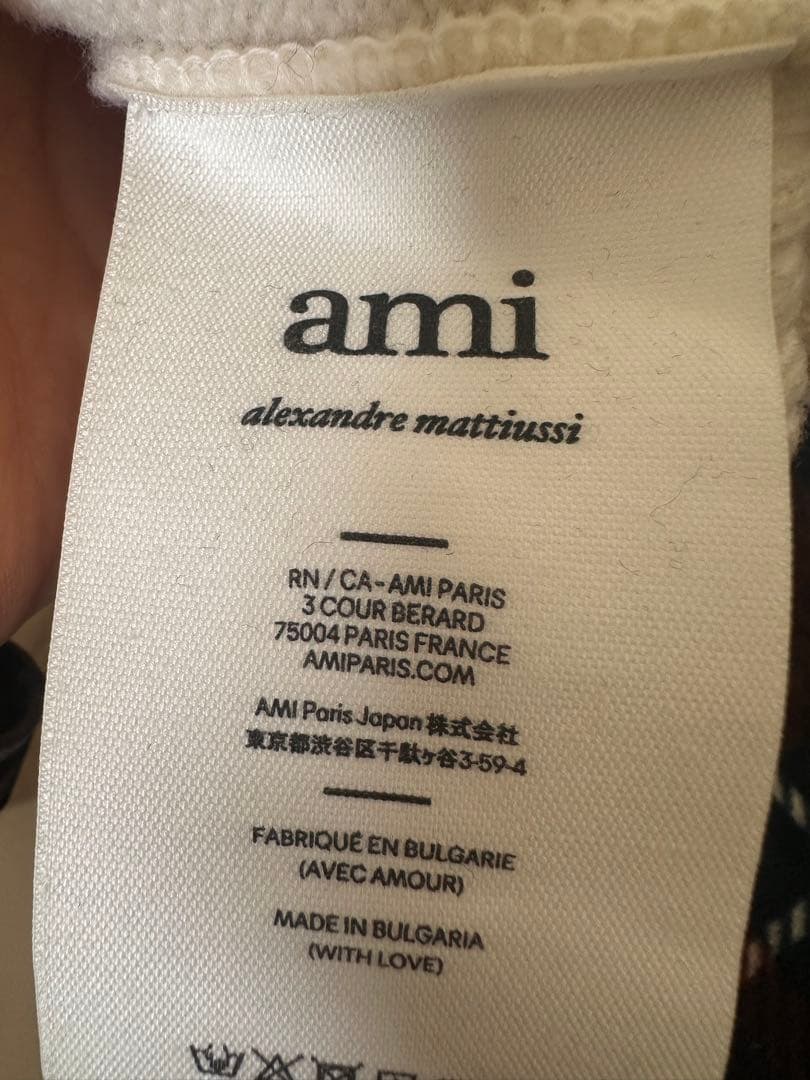 ami
alexandre mattiussi
RN / CA-AMI PARIS
3 COUR BERARD
75004 PARIS FRANCE
AMIPARIS.COM
AMI Paris Japan 株式会社
東京都渋谷区千駄ヶ谷3-59-4
FABRIQUÉ EN BULGARIE
(AVEC AMOUR)
MADE IN BULGARIA
(WITH LOVE)